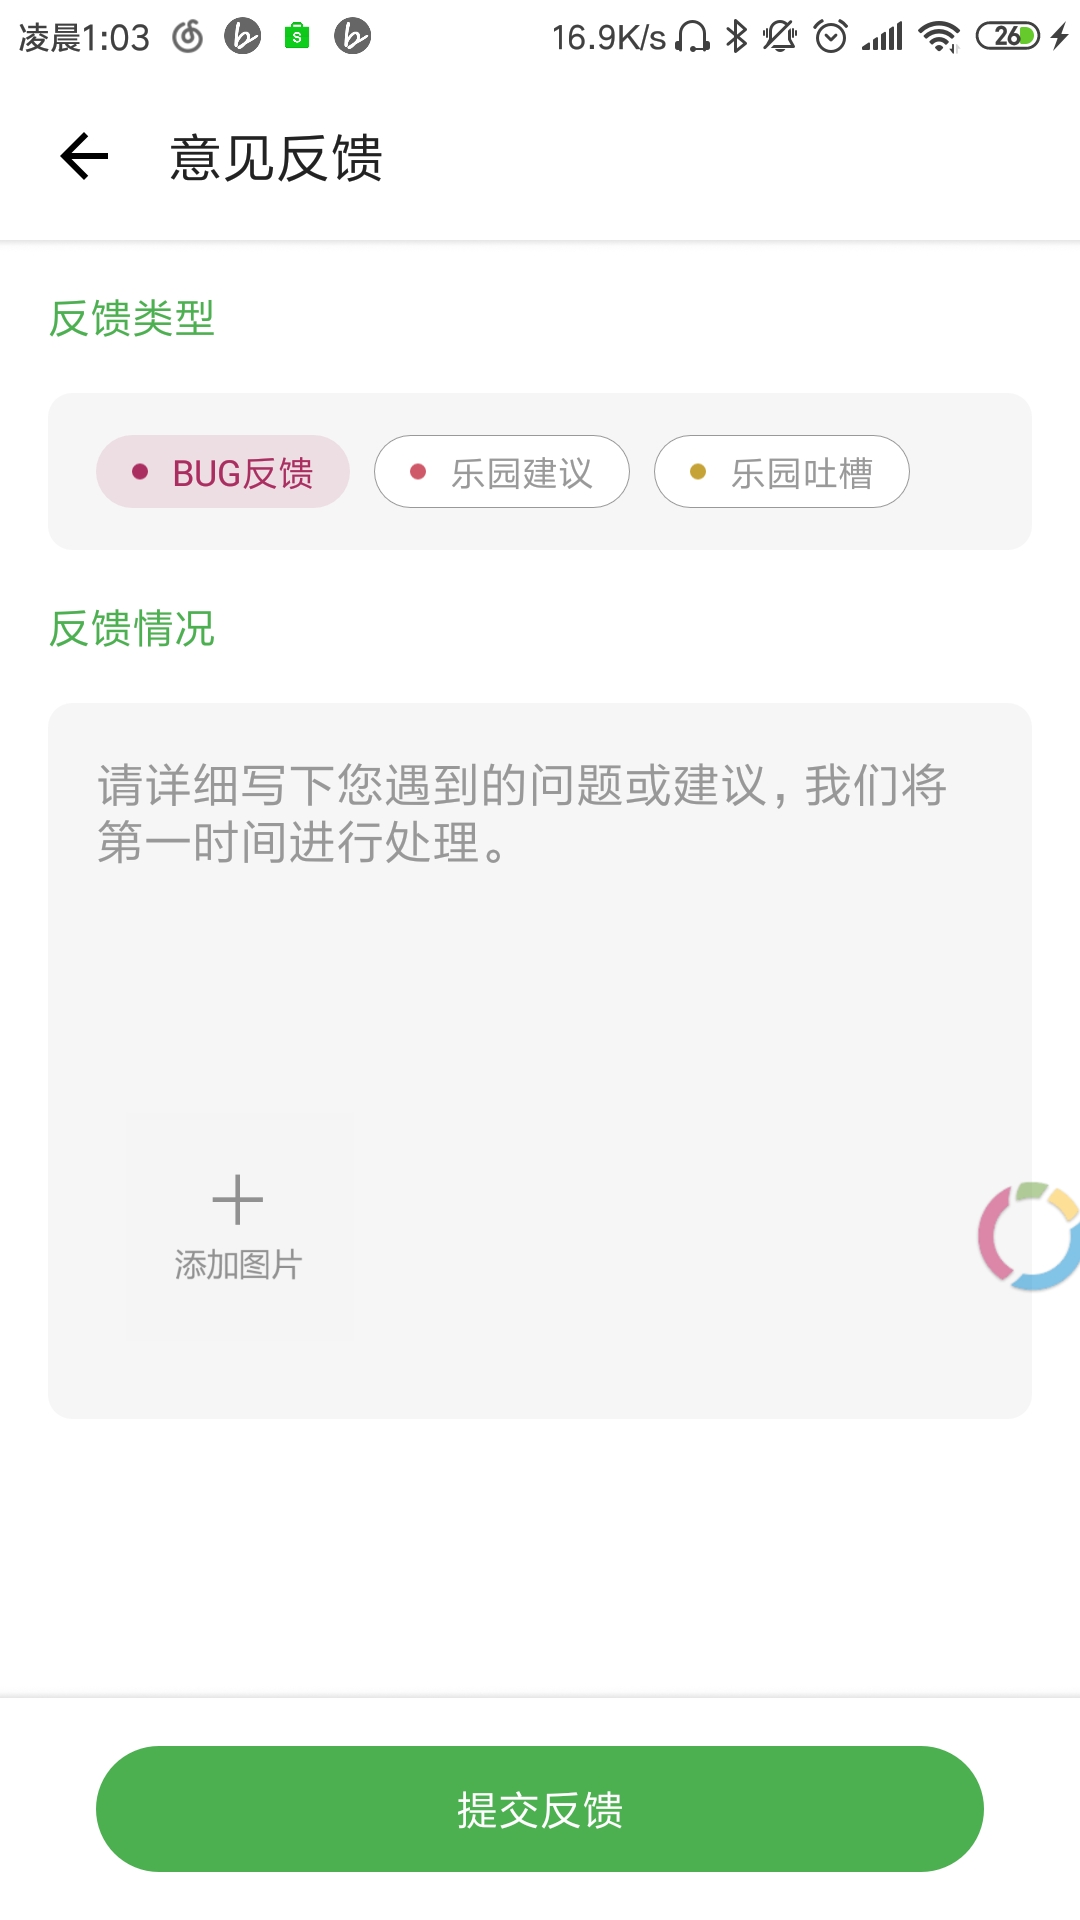 凌晨1:03 16.9K/s 26
意见反馈
反馈类型
BUG反馈 乐园建议 乐园吐槽
反馈情况
请详细写下您遇到的问题或建议，我们将
第一时间进行处理。
添加图片
提交反馈